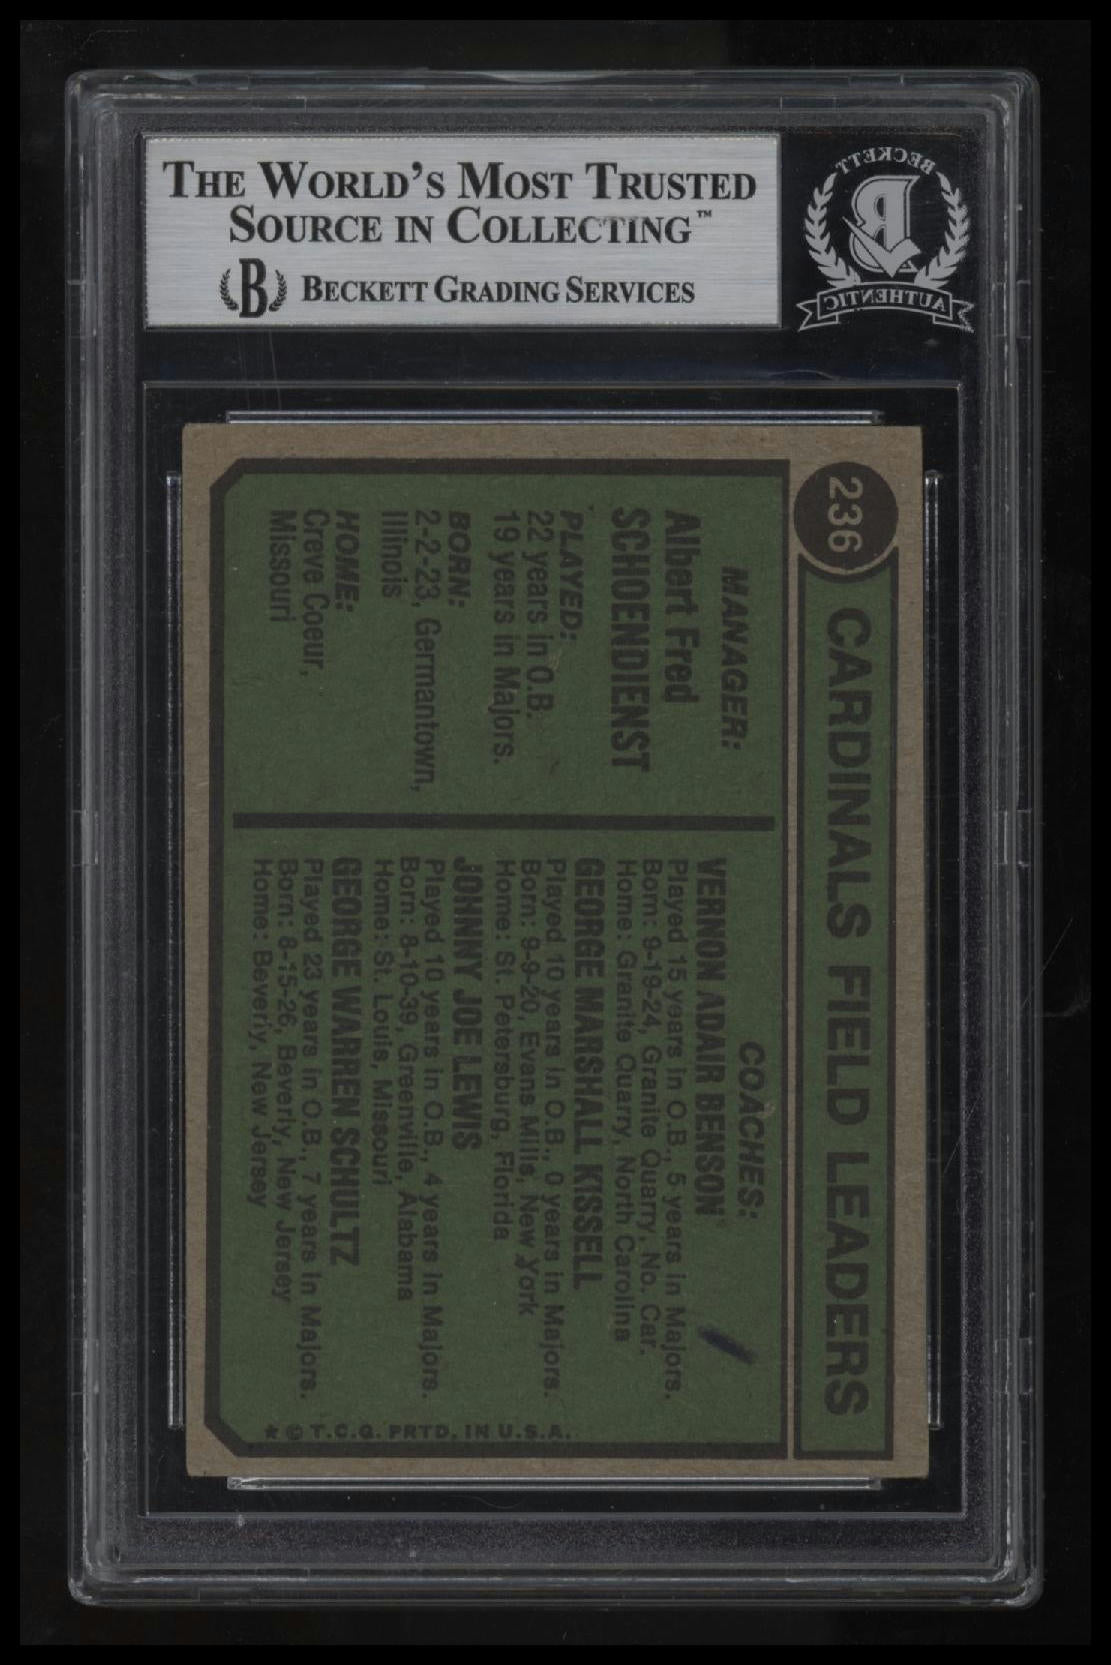 THE WORLD'S MOST TRUSTED
SOURCE IN COLLECTING™
B BECKETT GRADING SERVICES
BECKETT
B
AUTHENTIC
236
CARDINALS FIELD LEADERS
MANAGER:
Albert Fred
SCHOENDIENST
PLAYED:
22 years in O.B.
19 years in Majors.
BORN:
2-2-23, Germantown,
Illinois
HOME:
Creve Coeur,
Missouri
COACHES:
VERNON ADAIR BENSON
Played 15 years in O.B., 5 years in Majors.
Born: 9-19-24, Granite Quarry, No. Car.
Home: Granite Quarry, North Carolina
GEORGE MARSHALL KISSELL
Played 10 years in O.B., 0 years in Majors.
Born: 9-9-20, Evans Mills, New York
Home: St. Petersburg, Florida
JOHNNY JOE LEWIS
Played 10 years in O.B., 4 years in Majors.
Born: 8-10-39, Greenville, Alabama
Home: St. Louis, Missouri
GEORGE WARREN SCHULTZ
Played 23 years in O.B., 7 years in Majors.
Born: 8-15-26, Beverly, New Jersey
Home: Beverly, New Jersey
★ © T.C.G. PRTD. IN U.S.A.